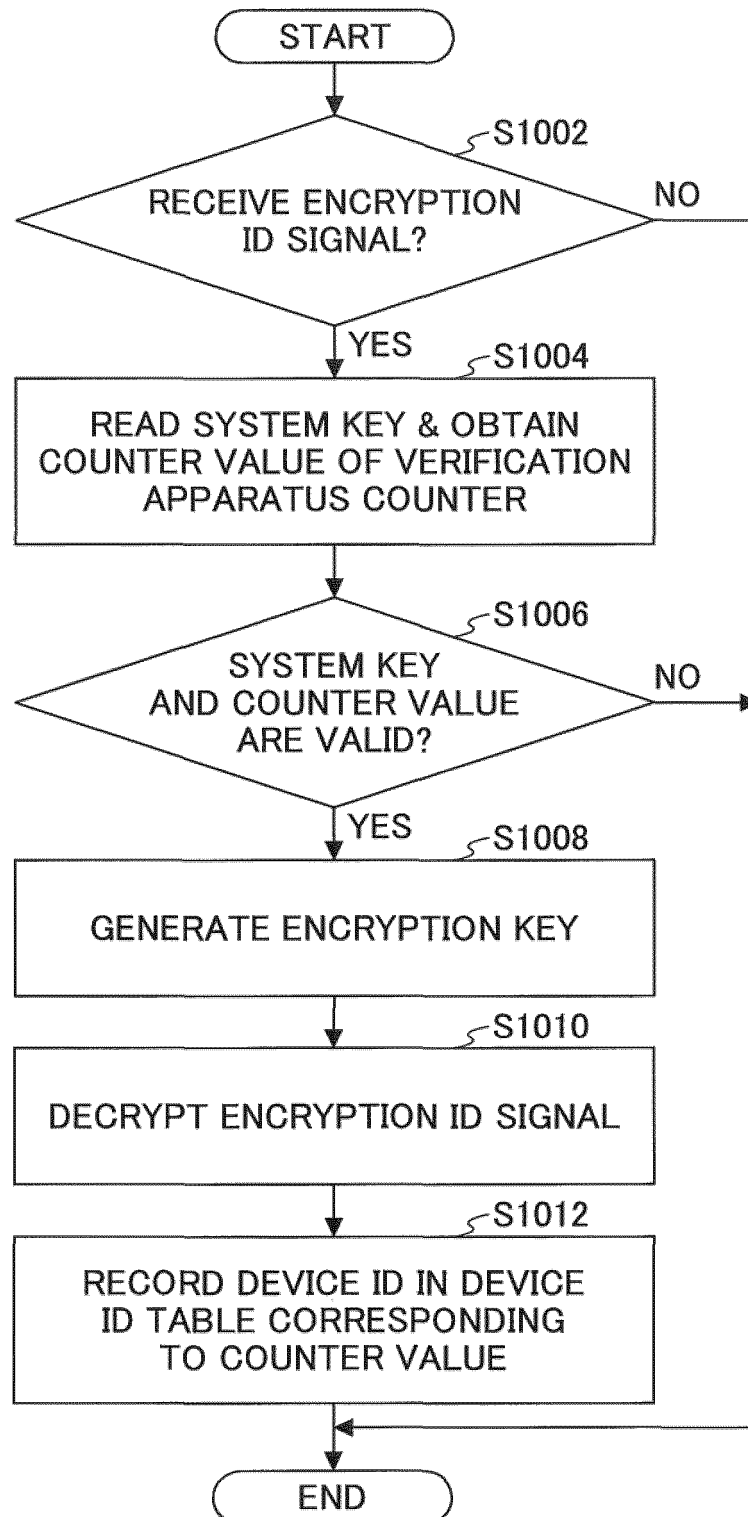 START
S1002
RECEIVE ENCRYPTION
ID SIGNAL?
NO
YES
S1004
READ SYSTEM KEY & OBTAIN
COUNTER VALUE OF VERIFICATION
APPARATUS COUNTER
S1006
SYSTEM KEY
AND COUNTER VALUE
ARE VALID?
NO
YES
S1008
GENERATE ENCRYPTION KEY
S1010
DECRYPT ENCRYPTION ID SIGNAL
S1012
RECORD DEVICE ID IN DEVICE
ID TABLE CORRESPONDING
TO COUNTER VALUE
END